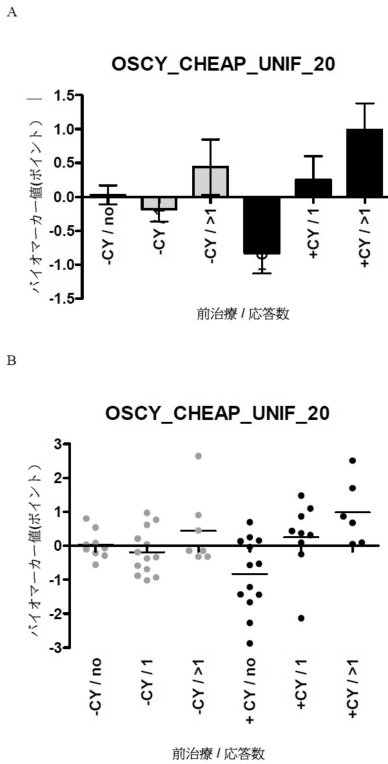 A
OSCY_CHEAP_UNIF_20
バイオマーカー値(ポイント)
1.5
1.0
0.5
0.0
-0.5
-1.0
-1.5
-CY / no
-CY / >1
+CY / 1
+CY / >1
前治療 / 応答数
B
OSCY_CHEAP_UNIF_20
バイオマーカー値(ポイント)
3
2
1
0
-1
-2
-3
-CY / no
-CY / 1
-CY / >1
+ CY / no
+CY / 1
+CY / >1
前治療 / 応答数